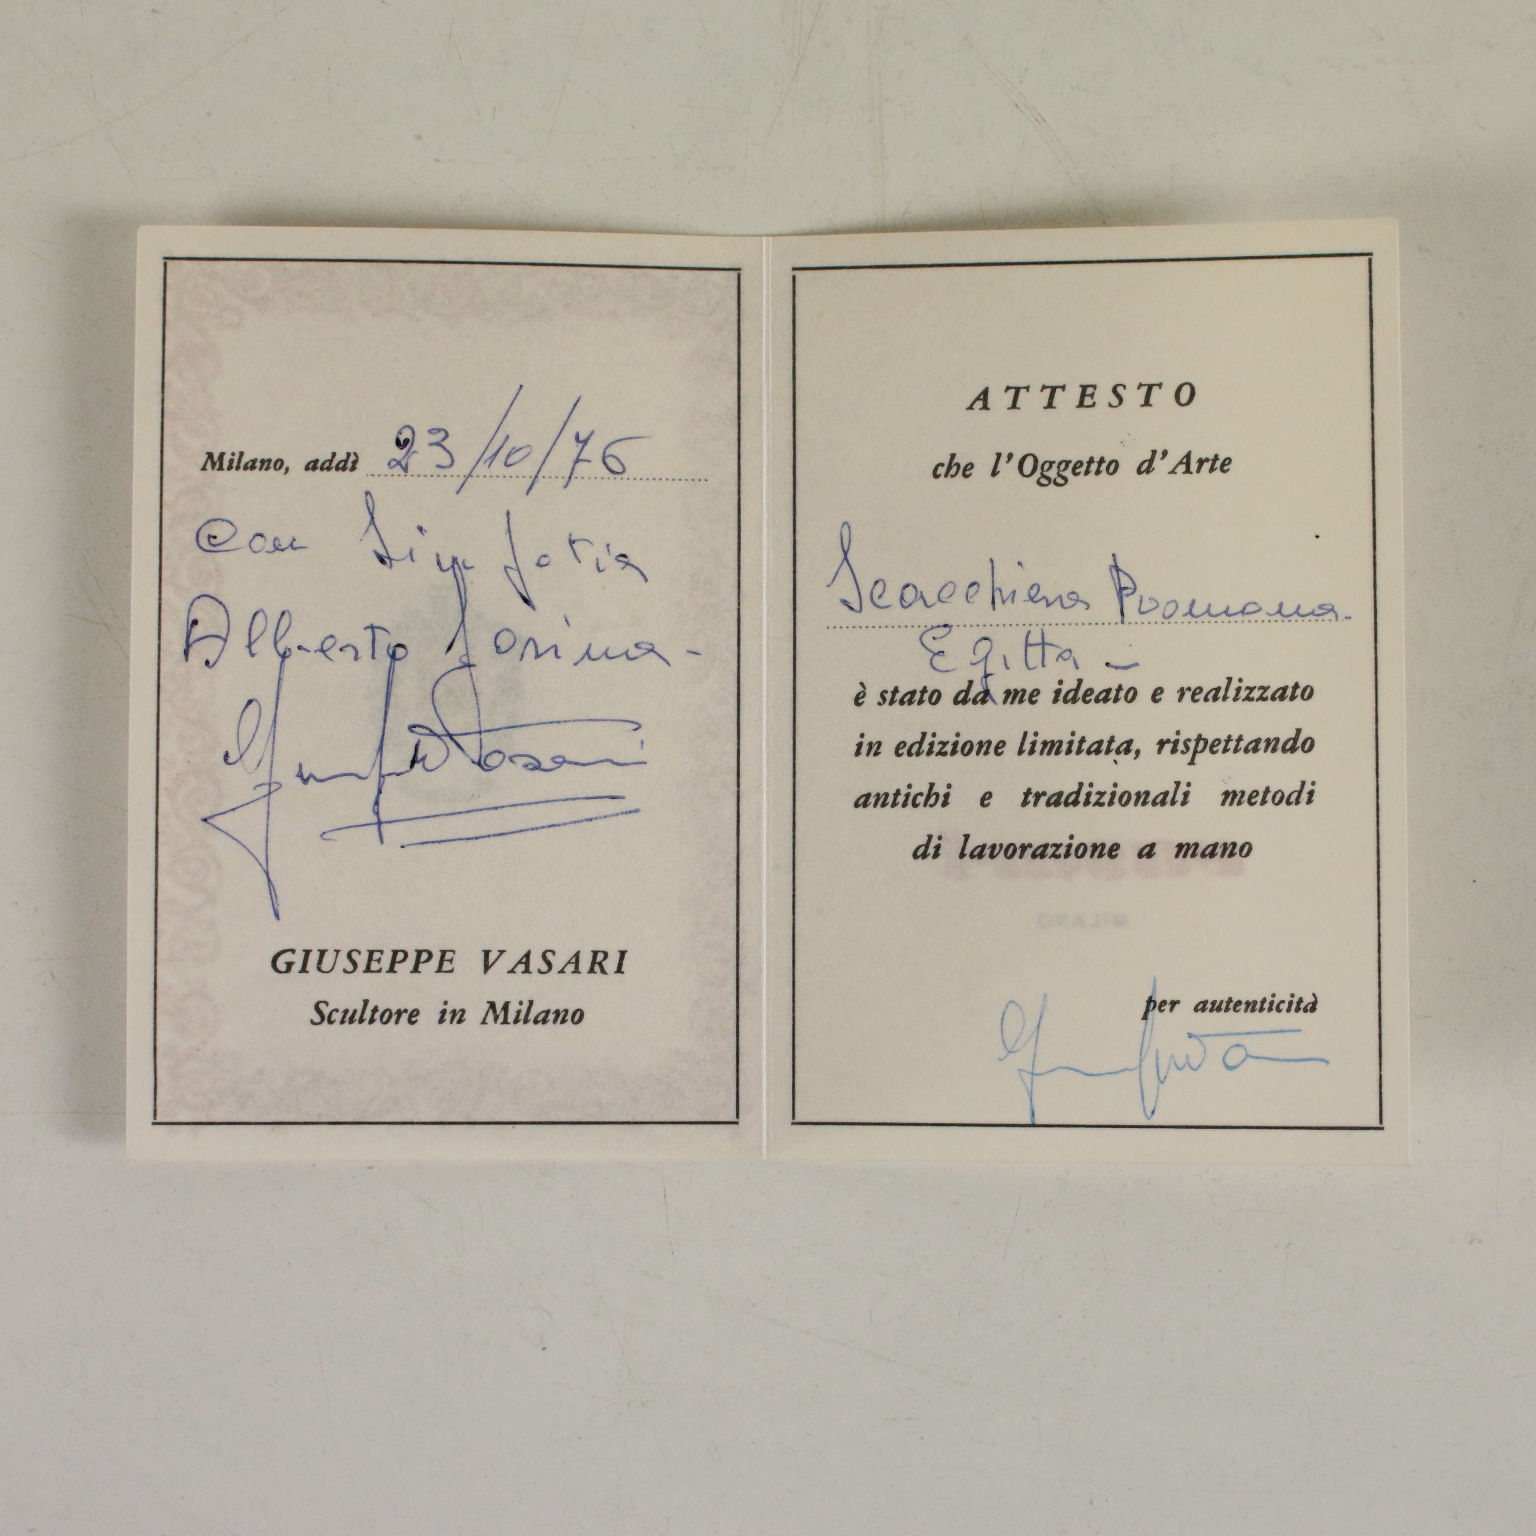 Milano, addì 23/10/76
Con Simpatia
Alberto
GIUSEPPE VASARI
Scultore in Milano
ATTESTO
che l'Oggetto d'Arte
Scacchiera Romana
Egitta
è stato da me ideato e realizzato
in edizione limitata, rispettando
antichi e tradizionali metodi
di lavorazione a mano
per autenticità